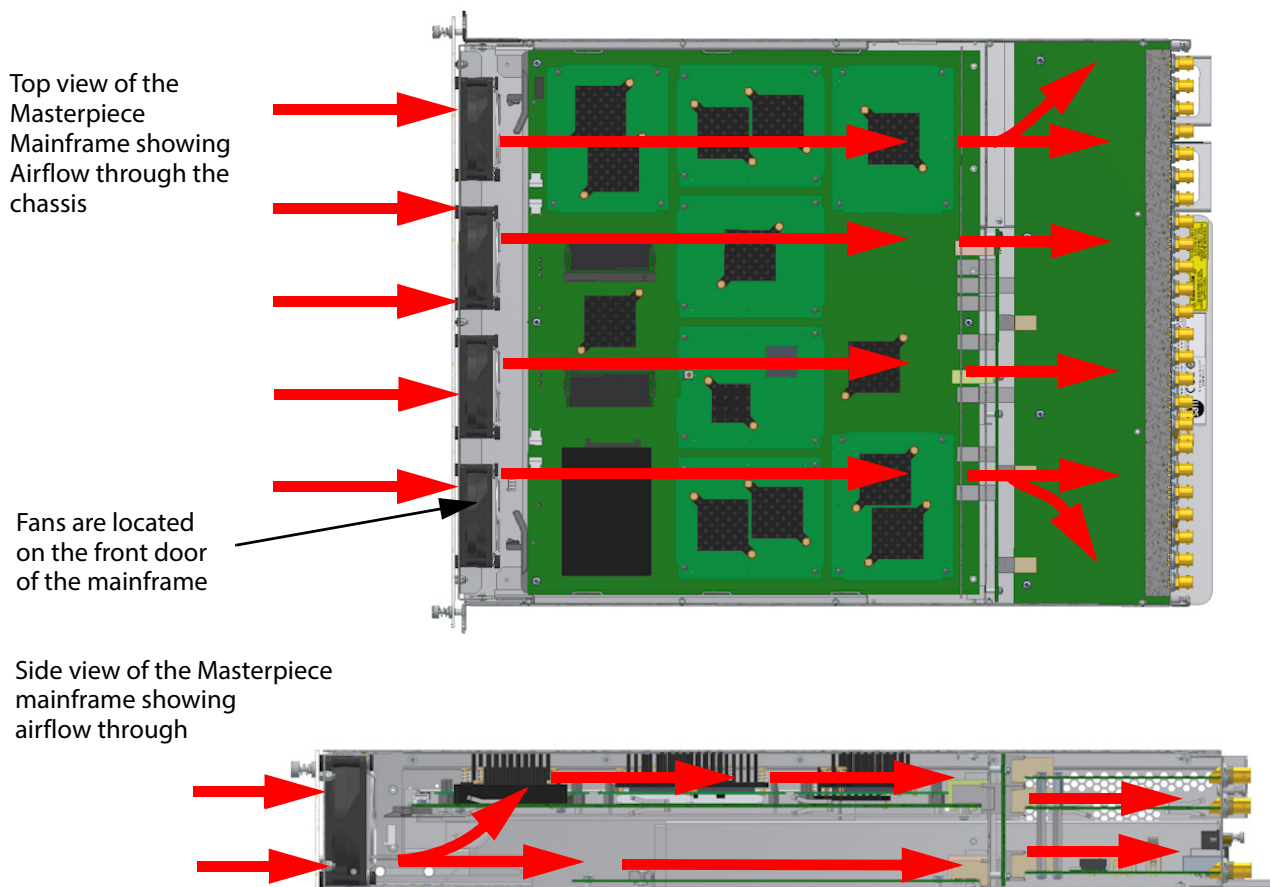 Top view of the
Masterpiece
Mainframe showing
Airflow through the
chassis
Fans are located
on the front door
of the mainframe
Side view of the Masterpiece
mainframe showing
airflow through